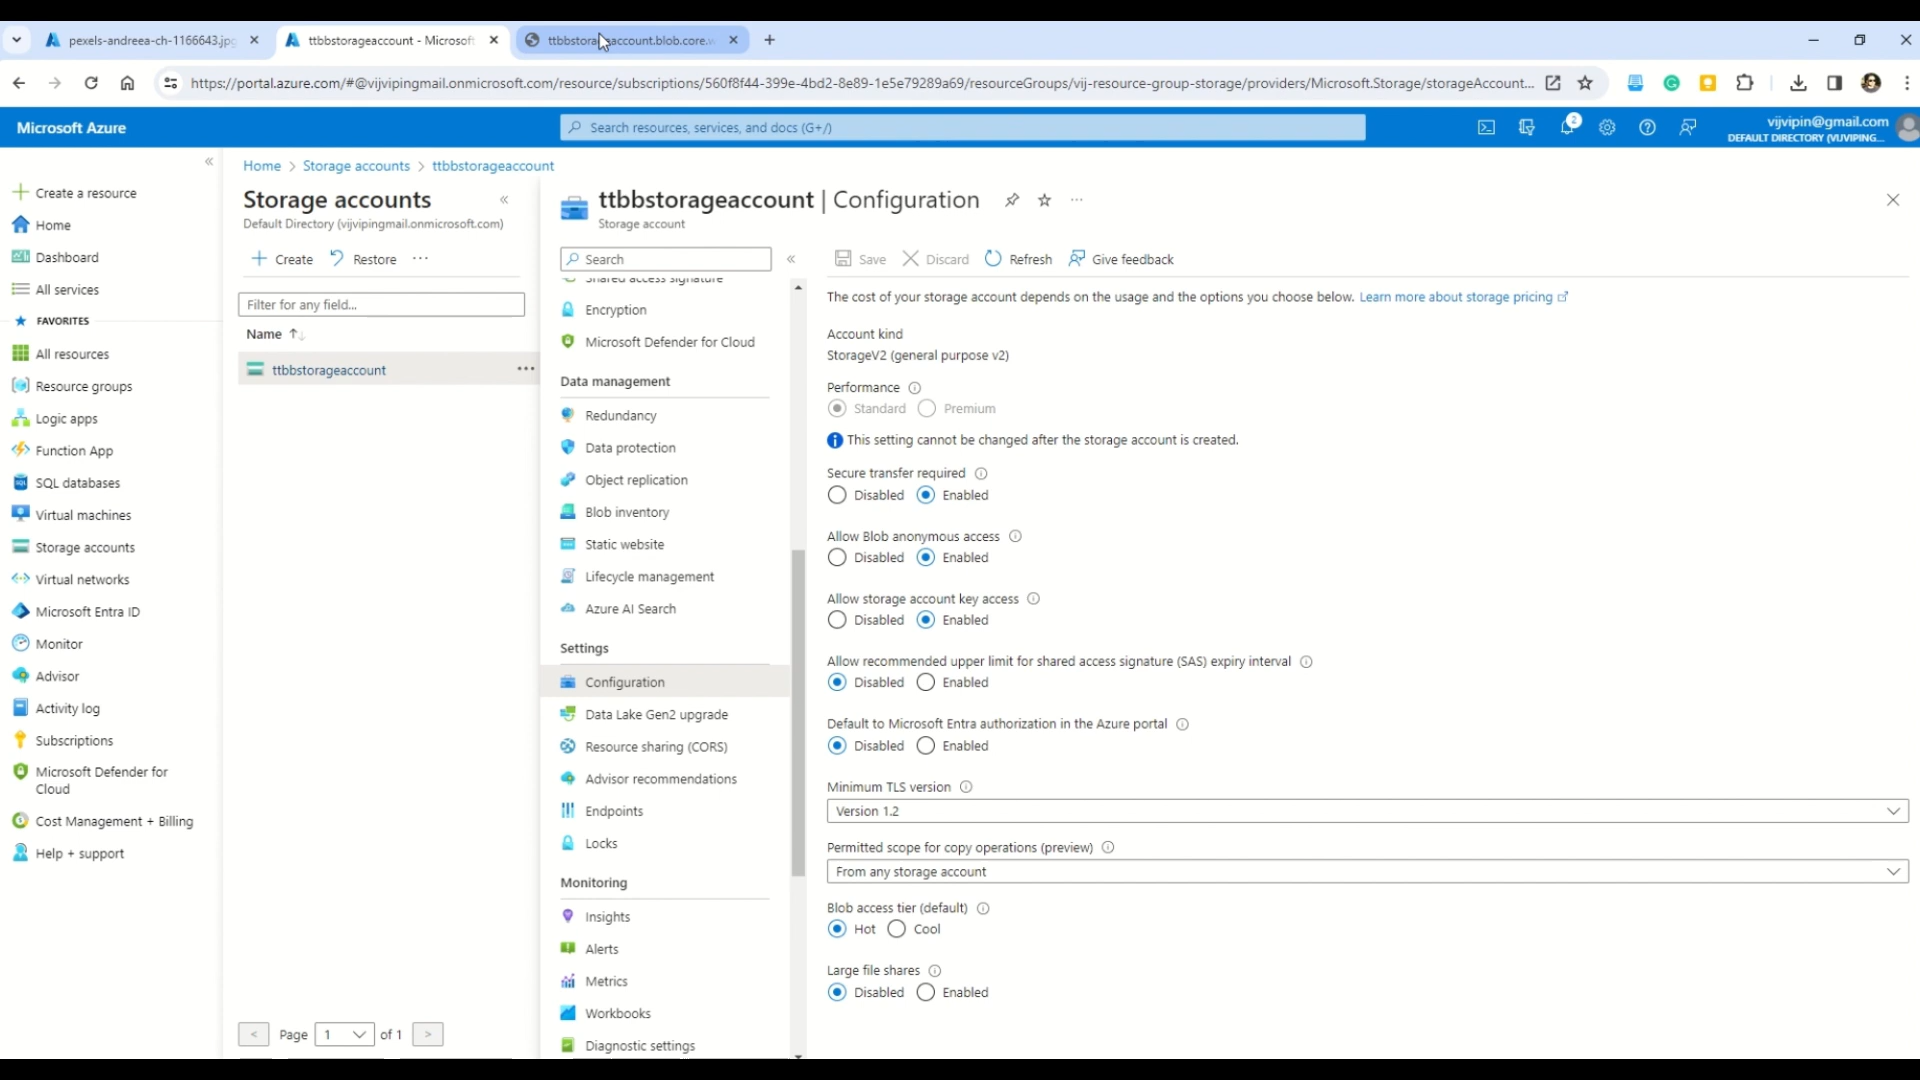 pexels-andreea-ch-1166643.jpg
ttbbstorageaccount - Microsoft
ttbbstorageaccount.blob.core.w
https://portal.azure.com/#@vijvipingmail.onmicrosoft.com/resource/subscriptions/560f8f44-399e-4bd2-8e89-1e5e79289a69/resourceGroups/vij-resource-group-storage/providers/Microsoft.Storage/storageAccount...
Microsoft Azure
Search resources, services, and docs (G+/)
2
vijvipin@gmail.com
DEFAULT DIRECTORY (VIJVIPING...
Create a resource
Home
Dashboard
All services
FAVORITES
All resources
Resource groups
Logic apps
Function App
SQL databases
Virtual machines
Storage accounts
Virtual networks
Microsoft Entra ID
Monitor
Advisor
Activity log
Subscriptions
Microsoft Defender for
Cloud
Cost Management + Billing
Help + support
Home > Storage accounts > ttbbstorageaccount
Storage accounts
Default Directory (vijvipingmail.onmicrosoft.com)
Create
Restore
Filter for any field...
Name
ttbbstorageaccount
< Page 1 of 1 >
ttbbstorageaccount | Configuration
Storage account
Search
Shared access signature
Encryption
Microsoft Defender for Cloud
Data management
Redundancy
Data protection
Object replication
Blob inventory
Static website
Lifecycle management
Azure AI Search
Settings
Configuration
Data Lake Gen2 upgrade
Resource sharing (CORS)
Advisor recommendations
Endpoints
Locks
Monitoring
Insights
Alerts
Metrics
Workbooks
Diagnostic settings
Save Discard Refresh Give feedback
The cost of your storage account depends on the usage and the options you choose below. Learn more about storage pricing
Account kind
StorageV2 (general purpose v2)
Performance
Standard Premium
This setting cannot be changed after the storage account is created.
Secure transfer required
Disabled Enabled
Allow Blob anonymous access
Disabled Enabled
Allow storage account key access
Disabled Enabled
Allow recommended upper limit for shared access signature (SAS) expiry interval
Disabled Enabled
Default to Microsoft Entra authorization in the Azure portal
Disabled Enabled
Minimum TLS version
Version 1.2
Permitted scope for copy operations (preview)
From any storage account
Blob access tier (default)
Hot Cool
Large file shares
Disabled Enabled